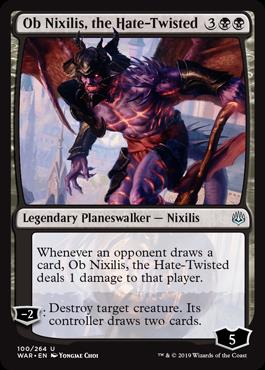 Ob Nixilis, the Hate-Twisted 3
Legendary Planeswalker — Nixilis
Whenever an opponent draws a
card, Ob Nixilis, the Hate-Twisted
deals 1 damage to that player.
-2 : Destroy target creature. Its
controller draws two cards.
5
100/264 U
WAR • EN YONGJAE CHOI
™ & © 2019 Wizards of the Coast